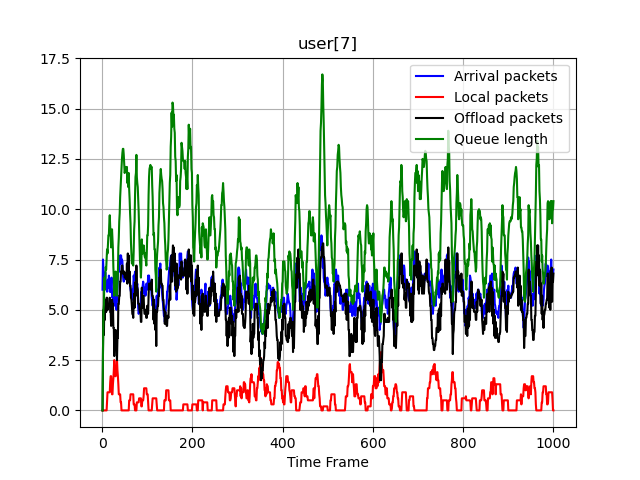 user[7]
17.5
15.0
12.5
10.0
7.5
5.0
2.5
0.0
Arrival packets
Local packets
Offload packets
Queue length
0 200 400 600 800 1000
Time Frame